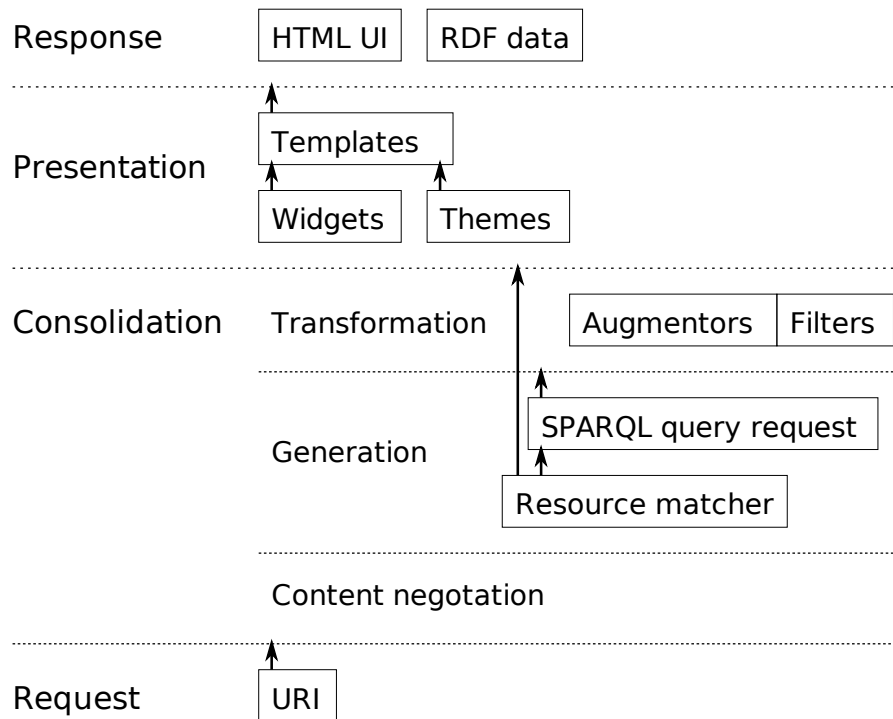 Response
HTML UI
RDF data
Presentation
Templates
Widgets
Themes
Consolidation
Transformation
Augmentors
Filters
Generation
SPARQL query request
Resource matcher
Content negotation
Request
URI